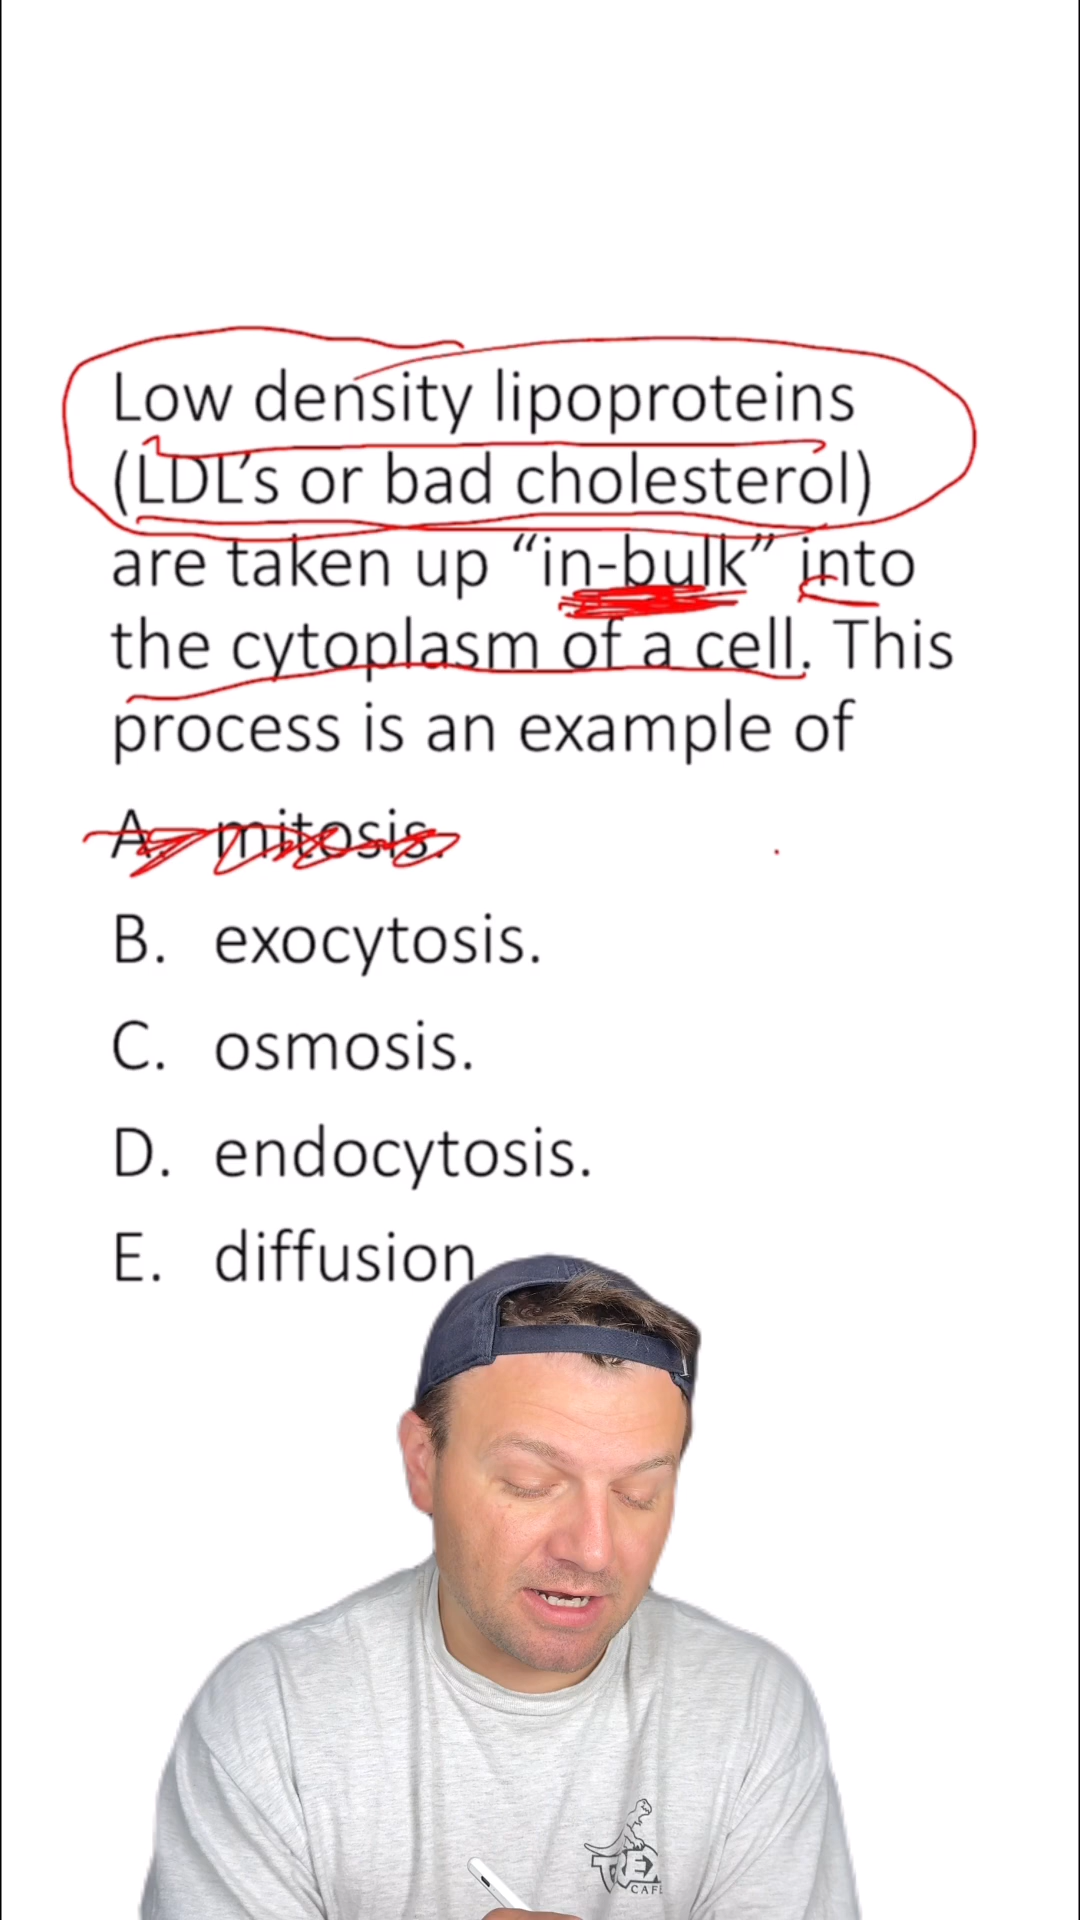 Low density lipoproteins
(LDL’s or bad cholesterol)
are taken up “in-bulk” into
the cytoplasm of a cell. This
process is an example of
A. mitosis.
B. exocytosis.
C. osmosis.
D. endocytosis.
E. diffusion
CAFE